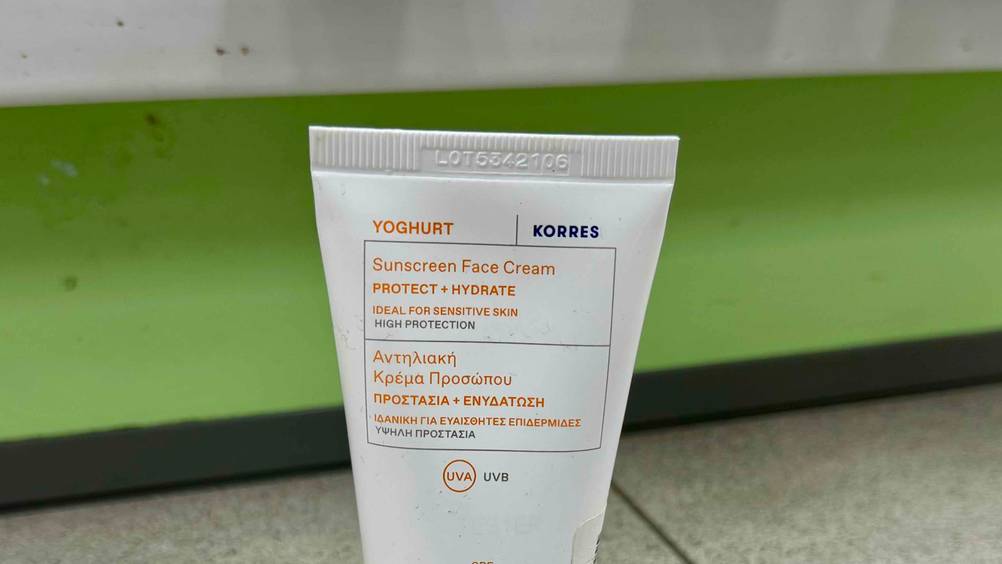 LOT5342106
YOGHURT
KORRES
Sunscreen Face Cream
PROTECT + HYDRATE
IDEAL FOR SENSITIVE SKIN
HIGH PROTECTION
Αντηλιακή
Κρέμα Προσώπου
ΠΡΟΣΤΑΣΙΑ + ΕΝΥΔΑΤΩΣΗ
ΙΔΑΝΙΚΗ ΓΙΑ ΕΥΑΙΣΘΗΤΕΣ ΕΠΙΔΕΡΜΙΔΕΣ
ΥΨΗΛΗ ΠΡΟΣΤΑΣΙΑ
UVA UVB